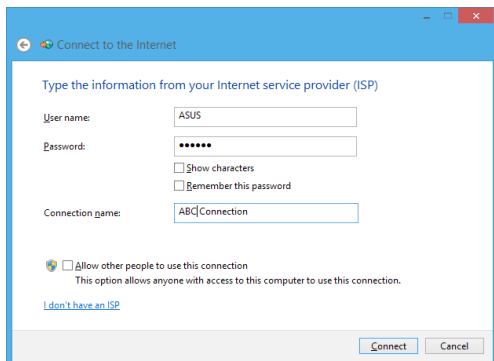 Connect to the Internet
Type the information from your Internet service provider (ISP)
User name: ASUS
Password: ••••••
Show characters
Remember this password
Connection name: ABC Connection
Allow other people to use this connection
This option allows anyone with access to this computer to use this connection.
I don't have an ISP
Connect Cancel